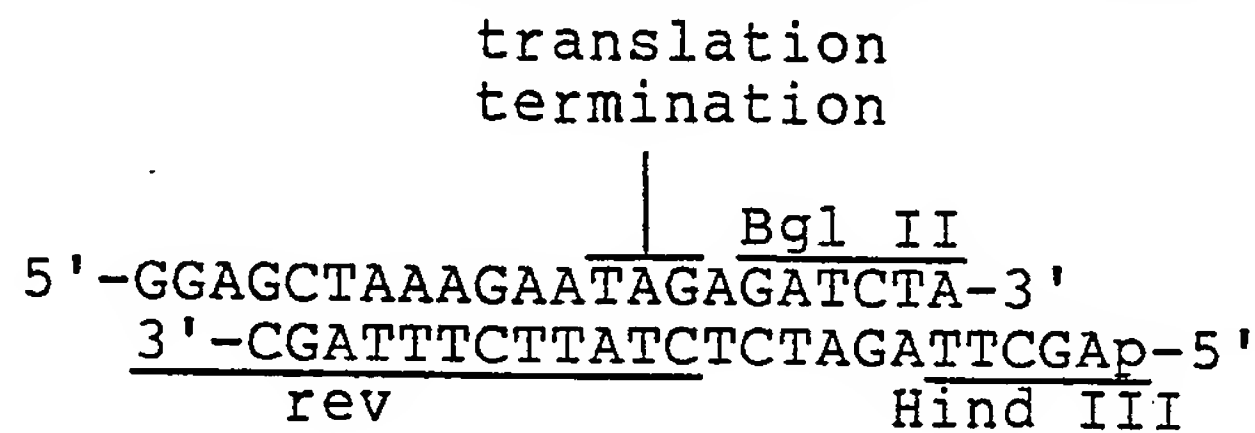 translation
termination
Bgl II
5'-GGAGCTAAAGAATAGAGATCTA-3'
3'-CGATTTCTTATCTCTAGATTCGAp-5'
rev Hind III